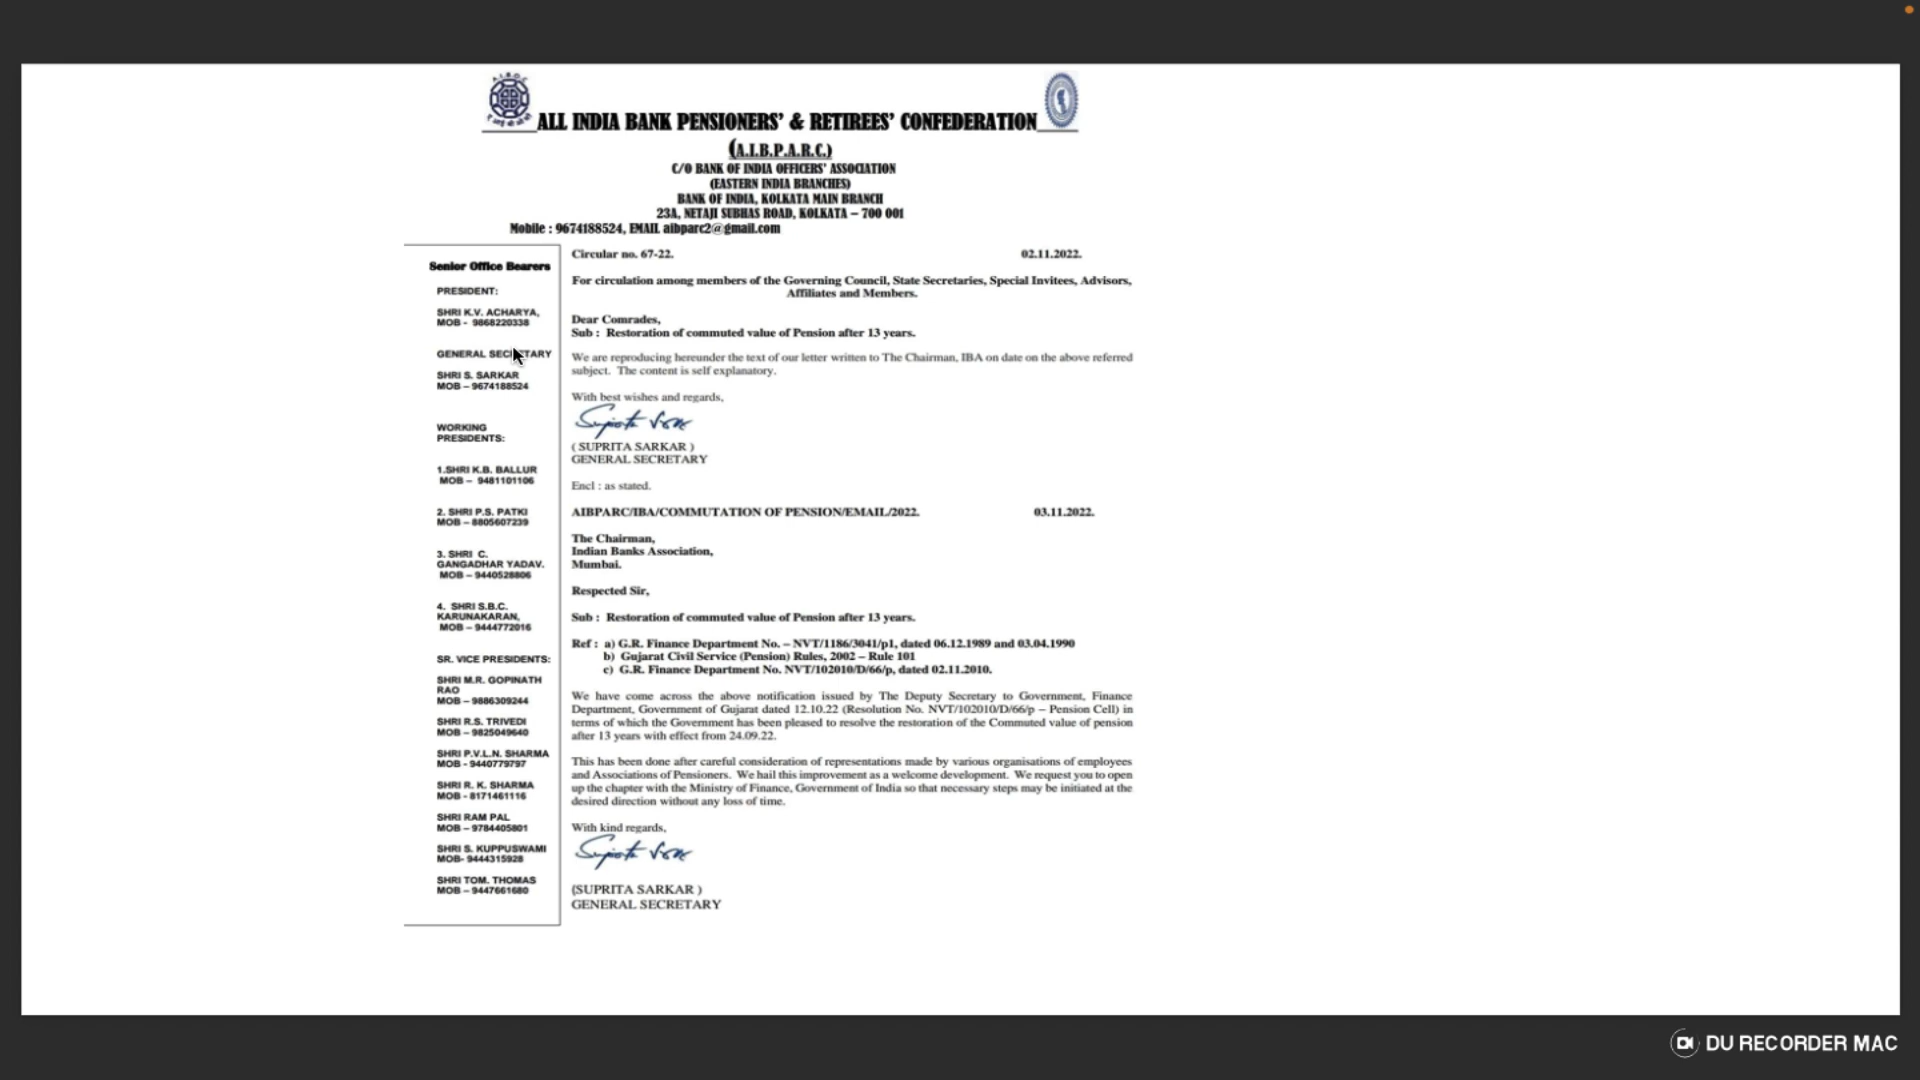 ALL INDIA BANK PENSIONERS' & RETIREES' CONFEDERATION
(A.I.B.P.A.R.C.)
C/O BANK OF INDIA OFFICERS' ASSOCIATION
(EASTERN INDIA BRANCHES)
BANK OF INDIA, KOLKATA MAIN BRANCH
23A, NETAJI SUBHAS ROAD, KOLKATA – 700 001
Mobile : 9674188524, EMAIL aibparc2@gmail.com
Senior Office Bearers
PRESIDENT:
SHRI K.V. ACHARYA,
MOB - 9868220338
GENERAL SECRETARY
SHRI S. SARKAR
MOB – 9674188524
WORKING
PRESIDENTS:
1.SHRI K.B. BALLUR
MOB – 9481101106
2. SHRI P.S. PATKI
MOB – 8805607239
3. SHRI C.
GANGADHAR YADAV.
MOB – 9440528806
4. SHRI S.B.C.
KARUNAKARAN,
MOB – 9444772016
SR. VICE PRESIDENTS:
SHRI M.R. GOPINATH
RAO
MOB – 9886309244
SHRI R.S. TRIVEDI
MOB – 9825049640
SHRI P.V.L.N. SHARMA
MOB - 9440779797
SHRI R. K. SHARMA
MOB - 8171461116
SHRI RAM PAL
MOB – 9784405801
SHRI S. KUPPUSWAMI
MOB- 9444315928
SHRI TOM. THOMAS
MOB – 9447661680
Circular no. 67-22. 02.11.2022.
For circulation among members of the Governing Council, State Secretaries, Special Invitees, Advisors,
Affiliates and Members.
Dear Comrades,
Sub : Restoration of commuted value of Pension after 13 years.
We are reproducing hereunder the text of our letter written to The Chairman, IBA on date on the above referred
subject. The content is self explanatory.
With best wishes and regards,
( SUPRITA SARKAR )
GENERAL SECRETARY
Encl : as stated.
AIBPARC/IBA/COMMUTATION OF PENSION/EMAIL/2022. 03.11.2022.
The Chairman,
Indian Banks Association,
Mumbai.
Respected Sir,
Sub : Restoration of commuted value of Pension after 13 years.
Ref : a) G.R. Finance Department No. – NVT/1186/3041/p1, dated 06.12.1989 and 03.04.1990
b) Gujarat Civil Service (Pension) Rules, 2002 – Rule 101
c) G.R. Finance Department No. NVT/102010/D/66/p, dated 02.11.2010.
We have come across the above notification issued by The Deputy Secretary to Government, Finance
Department, Government of Gujarat dated 12.10.22 (Resolution No. NVT/102010/D/66/p – Pension Cell) in
terms of which the Government has been pleased to resolve the restoration of the Commuted value of pension
after 13 years with effect from 24.09.22.
This has been done after careful consideration of representations made by various organisations of employees
and Associations of Pensioners. We hail this improvement as a welcome development. We request you to open
up the chapter with the Ministry of Finance, Government of India so that necessary steps may be initiated at the
desired direction without any loss of time.
With kind regards,
(SUPRITA SARKAR )
GENERAL SECRETARY
DU RECORDER MAC